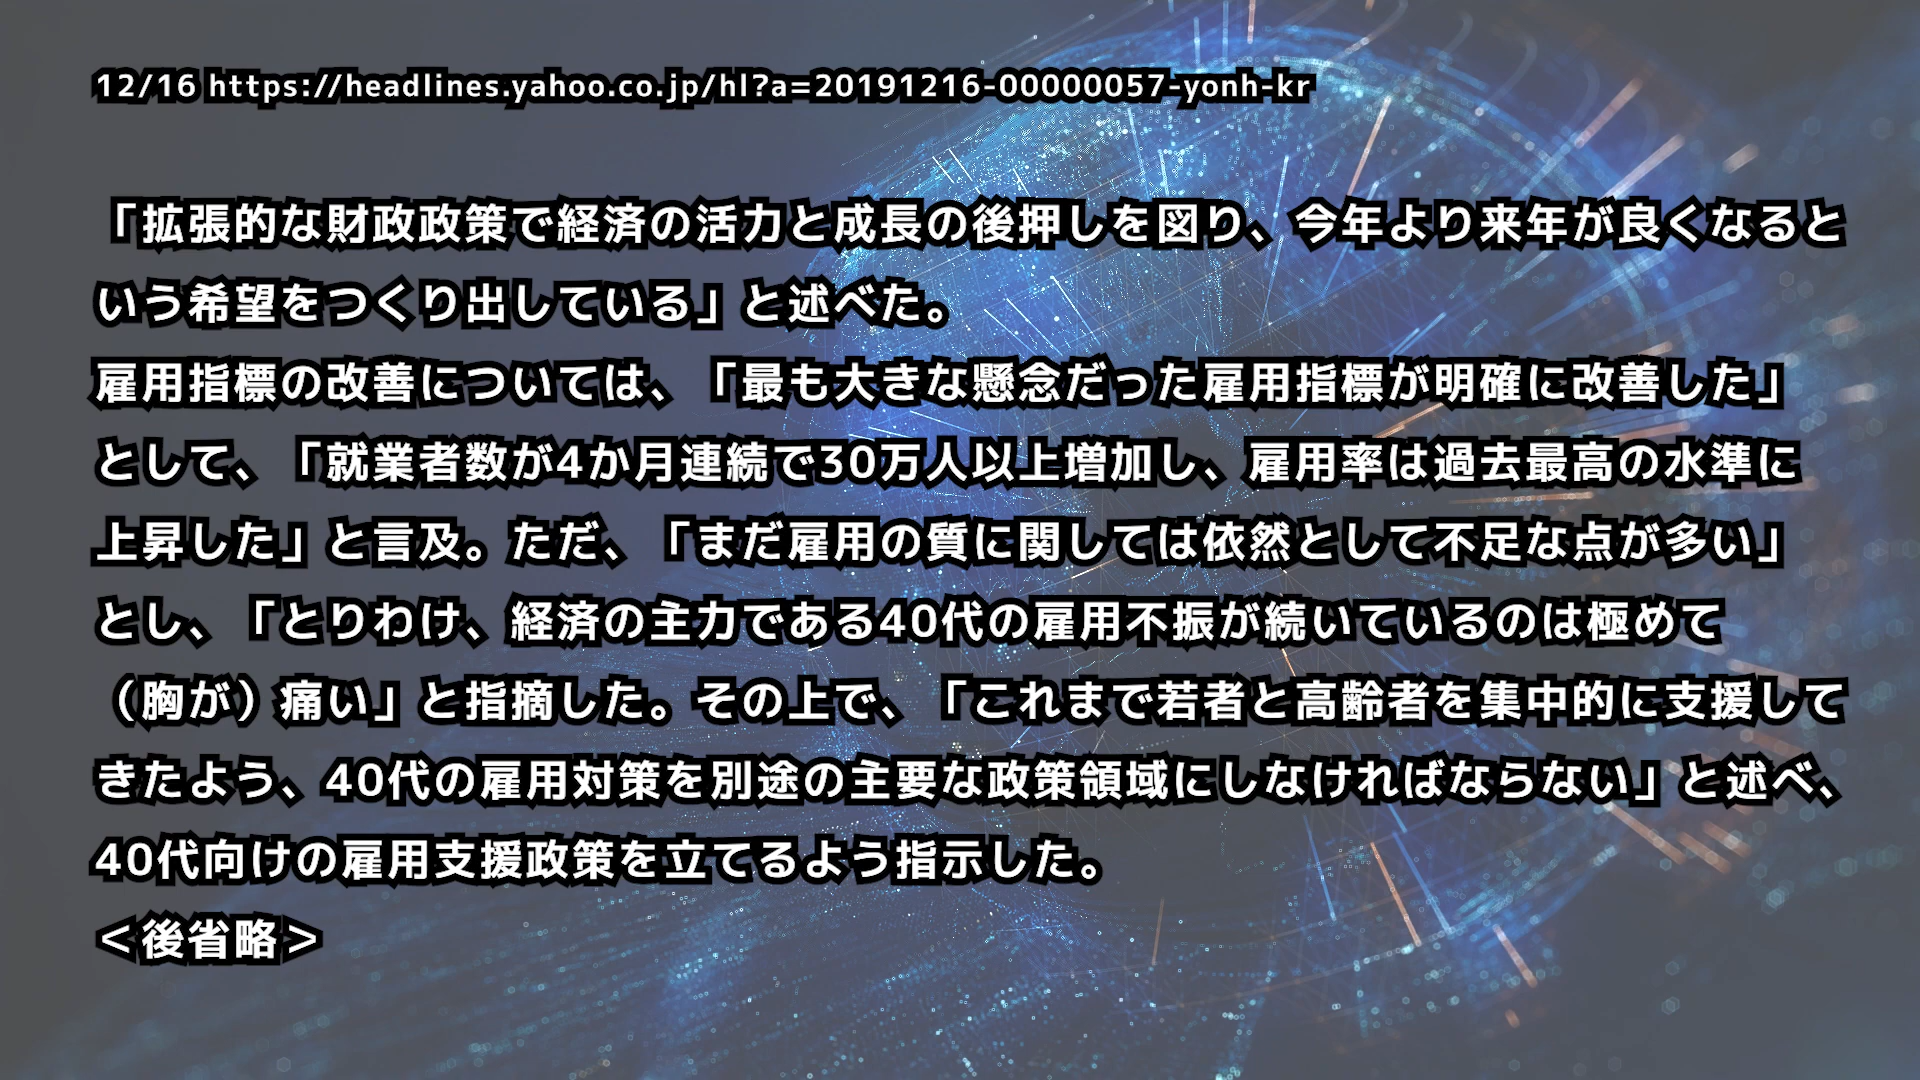 12/16 https://headlines.yahoo.co.jp/hl?a=20191216-00000057-yonh-kr
「拡張的な財政政策で経済の活力と成長の後押しを図り、今年より来年が良くなると
いう希望をつくり出している」と述べた。
雇用指標の改善については、「最も大きな懸念だった雇用指標が明確に改善した」
として、「就業者数が4か月連続で30万人以上増加し、雇用率は過去最高の水準に
上昇した」と言及。ただ、「まだ雇用の質に関しては依然として不足な点が多い」
とし、「とりわけ、経済の主力である40代の雇用不振が続いているのは極めて
（胸が）痛い」と指摘した。その上で、「これまで若者と高齢者を集中的に支援して
きたよう、40代の雇用対策を別途の主要な政策領域にしなければならない」と述べ、
40代向けの雇用支援政策を立てるよう指示した。
＜後省略＞